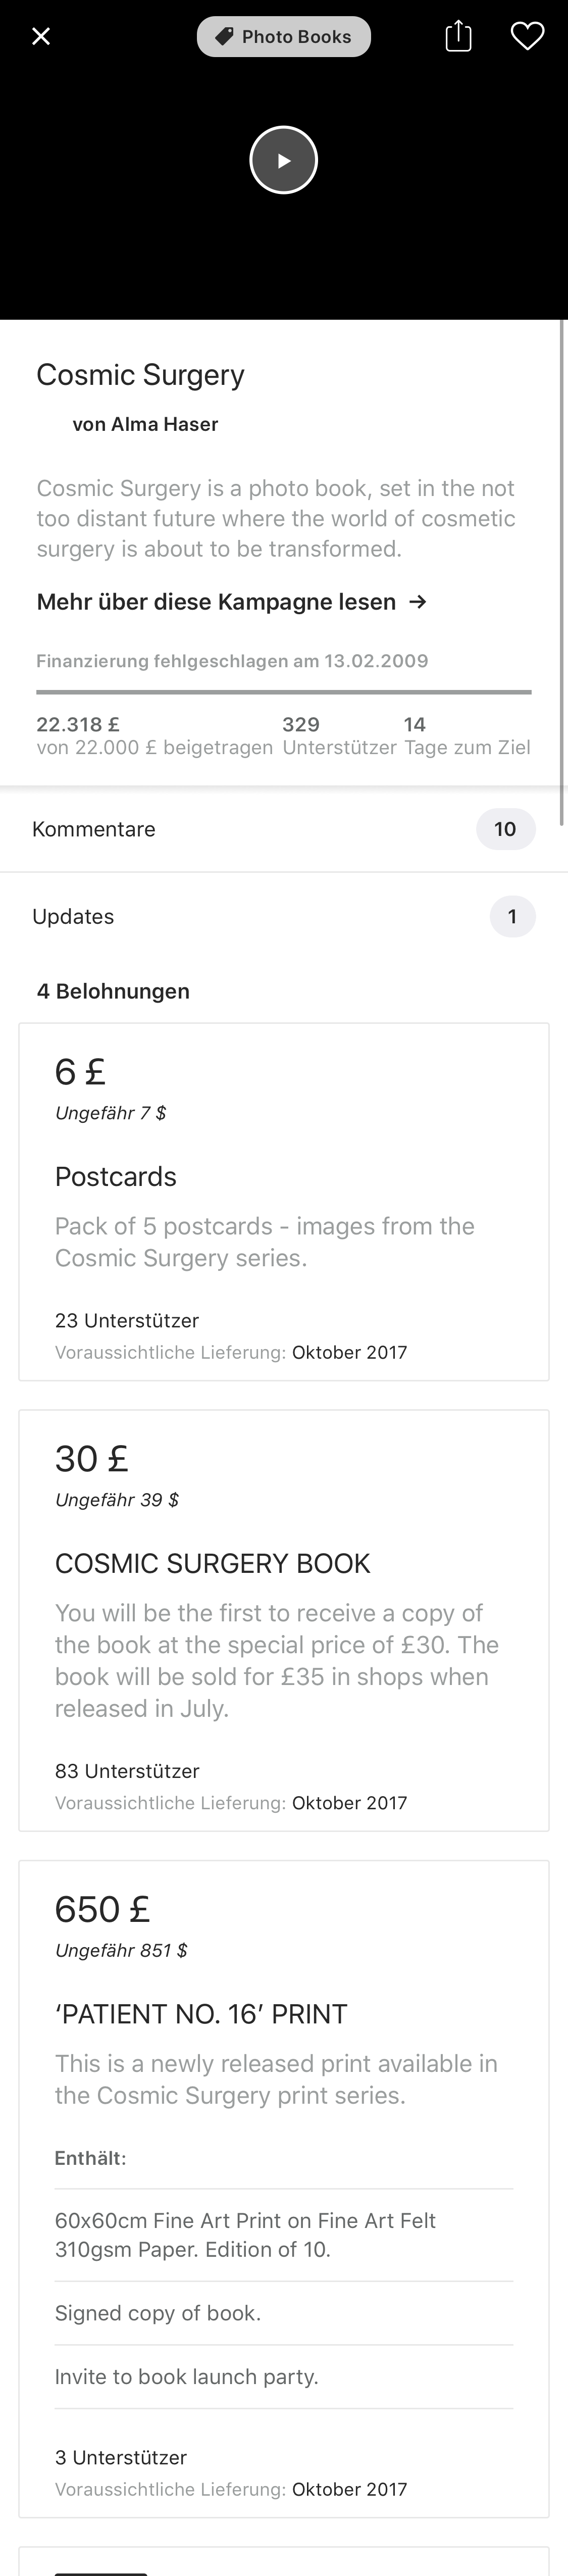 Photo Books
Cosmic Surgery
von Alma Haser
Cosmic Surgery is a photo book, set in the not
too distant future where the world of cosmetic
surgery is about to be transformed.
Mehr über diese Kampagne lesen →
Finanzierung fehlgeschlagen am 13.02.2009
22.318 £ 329 14
von 22.000 £ beigetragen Unterstützer Tage zum Ziel
Kommentare 10
Updates 1
4 Belohnungen
6 £
Ungefähr 7 $
Postcards
Pack of 5 postcards - images from the
Cosmic Surgery series.
23 Unterstützer
Voraussichtliche Lieferung: Oktober 2017
30 £
Ungefähr 39 $
COSMIC SURGERY BOOK
You will be the first to receive a copy of
the book at the special price of £30. The
book will be sold for £35 in shops when
released in July.
83 Unterstützer
Voraussichtliche Lieferung: Oktober 2017
650 £
Ungefähr 851 $
‘PATIENT NO. 16’ PRINT
This is a newly released print available in
the Cosmic Surgery print series.
Enthält:
60x60cm Fine Art Print on Fine Art Felt
310gsm Paper. Edition of 10.
Signed copy of book.
Invite to book launch party.
3 Unterstützer
Voraussichtliche Lieferung: Oktober 2017